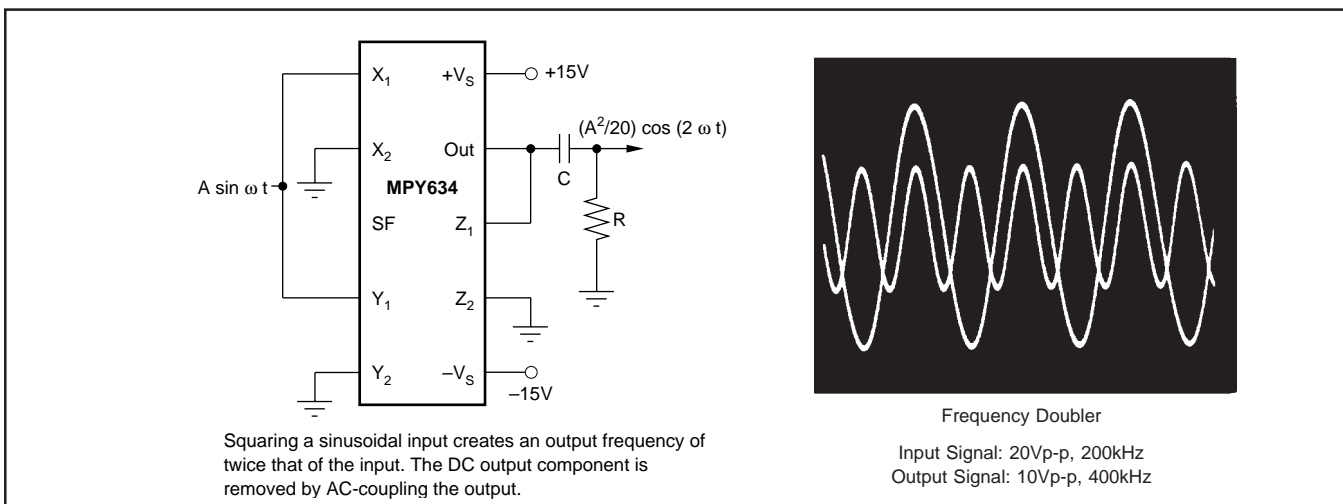 X1
+VS
+15V
(A²/20) cos (2 ω t)
X2
Out
C
A sin ω t
MPY634
SF
Z1
R
Y1
Z2
Y2
–VS
–15V
Squaring a sinusoidal input creates an output frequency of
twice that of the input. The DC output component is
removed by AC-coupling the output.
Frequency Doubler
Input Signal: 20Vp-p, 200kHz
Output Signal: 10Vp-p, 400kHz